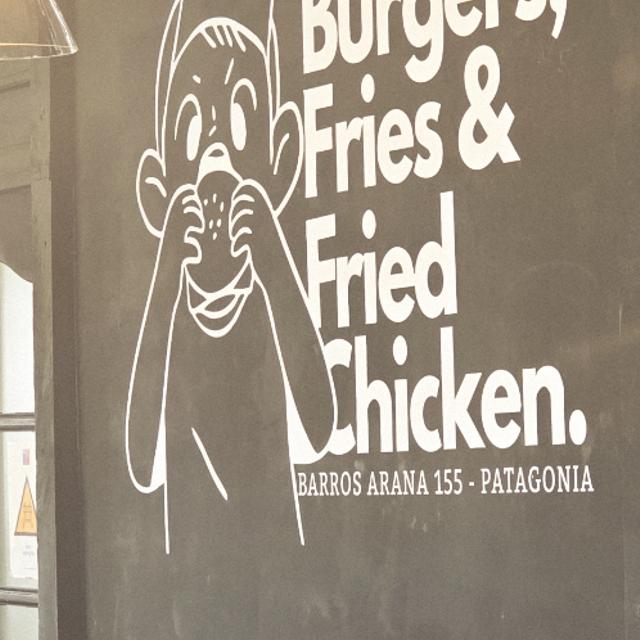 Burgers,
Fries &
Fried
Chicken.
BARROS ARANA 155 - PATAGONIA